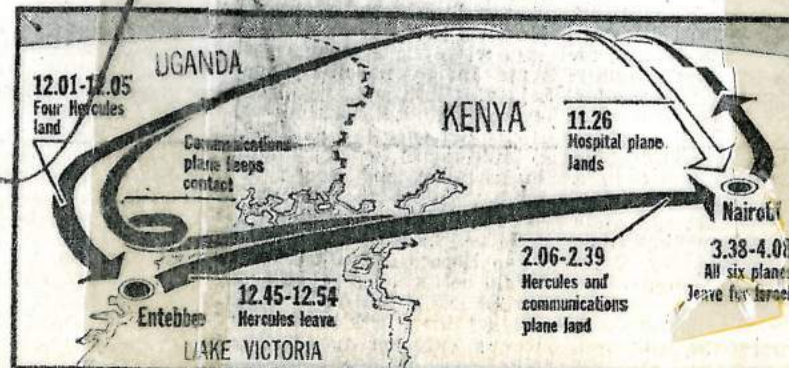 UGANDA
12.01-12.05
Four Hercules
land
Communications
plane keeps
contact
KENYA
11.26
Hospital plane
lands
Nairobi
Entebbe
12.45-12.54
Hercules leave
LAKE VICTORIA
2.06-2.39
Hercules and
communications
plane land
3.38-4.08
All six planes
leave for Israel